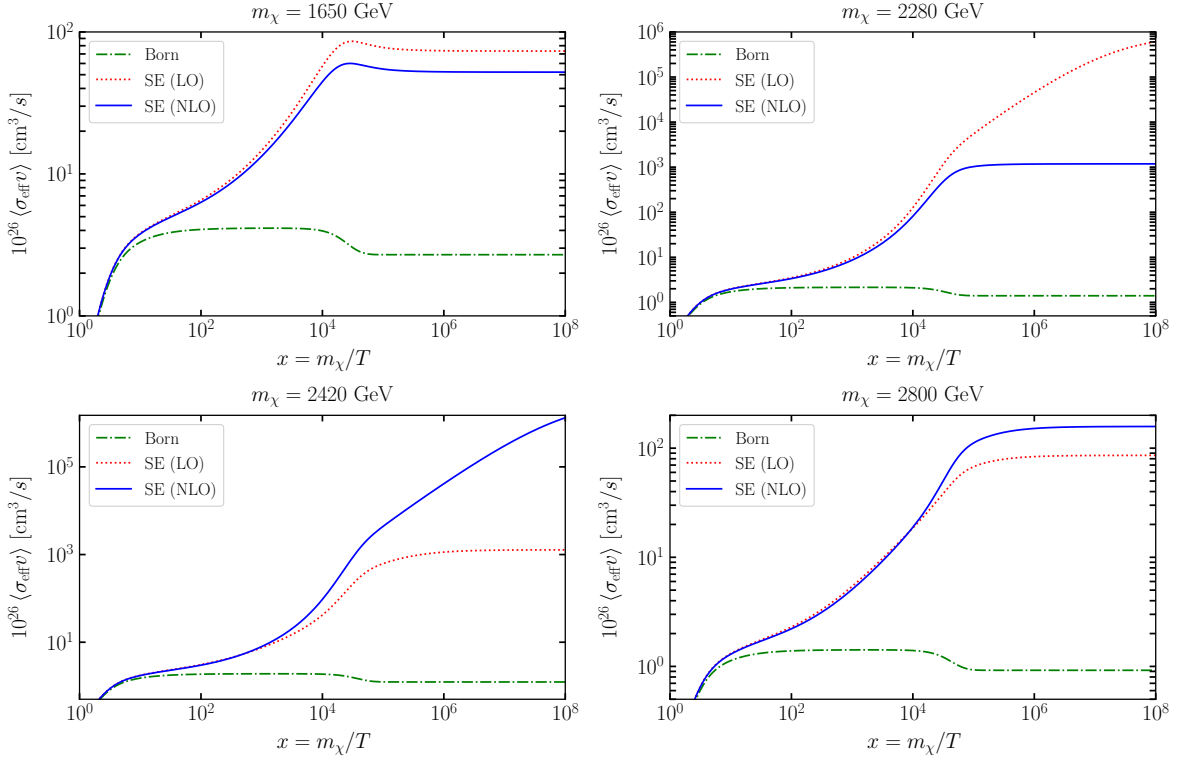 m_χ = 1650 GeV
10^2
10^1
10^0
10^26 ⟨σ_eff v⟩ [cm^3/s]
Born
SE (LO)
SE (NLO)
10^0 10^2 10^4 10^6 10^8
x = m_χ/T
m_χ = 2280 GeV
10^6
10^5
10^4
10^3
10^2
10^1
10^0
10^26 ⟨σ_eff v⟩ [cm^3/s]
Born
SE (LO)
SE (NLO)
10^0 10^2 10^4 10^6 10^8
x = m_χ/T
m_χ = 2420 GeV
10^5
10^3
10^1
10^26 ⟨σ_eff v⟩ [cm^3/s]
Born
SE (LO)
SE (NLO)
10^0 10^2 10^4 10^6 10^8
x = m_χ/T
m_χ = 2800 GeV
10^2
10^1
10^0
10^26 ⟨σ_eff v⟩ [cm^3/s]
Born
SE (LO)
SE (NLO)
10^0 10^2 10^4 10^6 10^8
x = m_χ/T